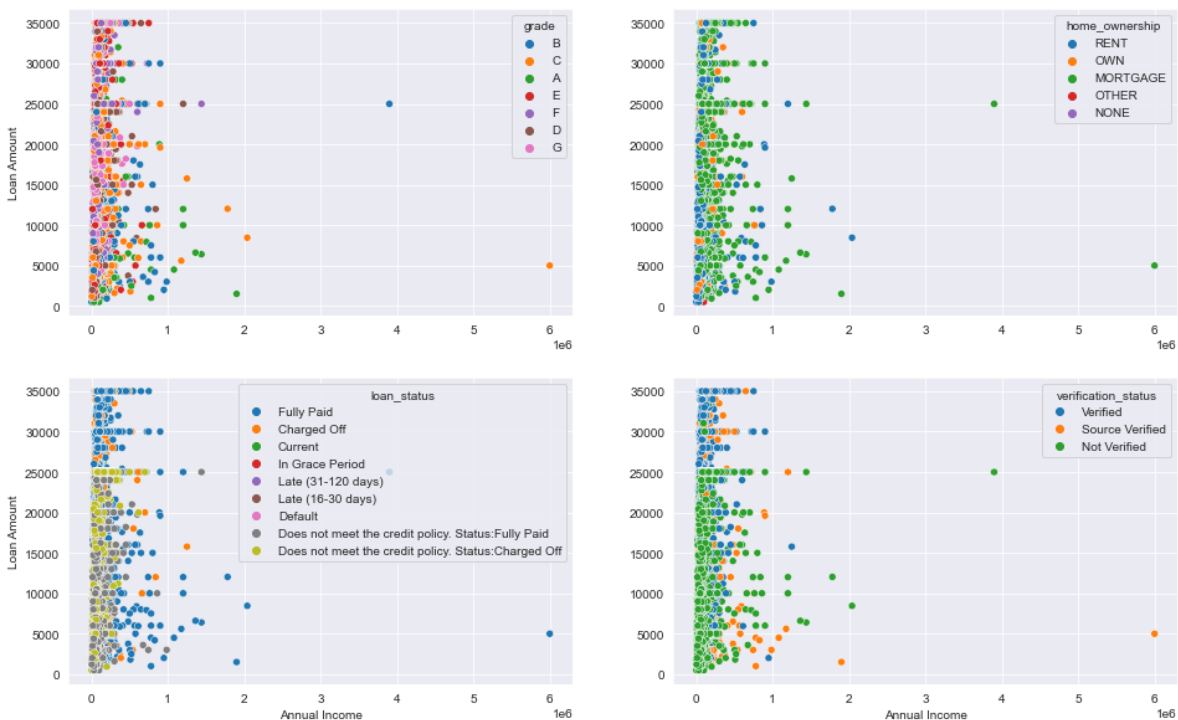 35000
30000
25000
20000
15000
10000
5000
0
Loan Amount
grade
B
C
A
E
F
D
G
0
1
2
3
4
5
6
1e6
35000
30000
25000
20000
15000
10000
5000
0
home_ownership
RENT
OWN
MORTGAGE
OTHER
NONE
0
1
2
3
4
5
6
1e6
35000
30000
25000
20000
15000
10000
5000
0
Loan Amount
loan_status
Fully Paid
Charged Off
Current
In Grace Period
Late (31-120 days)
Late (16-30 days)
Default
Does not meet the credit policy. Status:Fully Paid
Does not meet the credit policy. Status:Charged Off
0
1
2
3
4
5
6
1e6
Annual Income
35000
30000
25000
20000
15000
10000
5000
0
verification_status
Verified
Source Verified
Not Verified
0
1
2
3
4
5
6
1e6
Annual Income